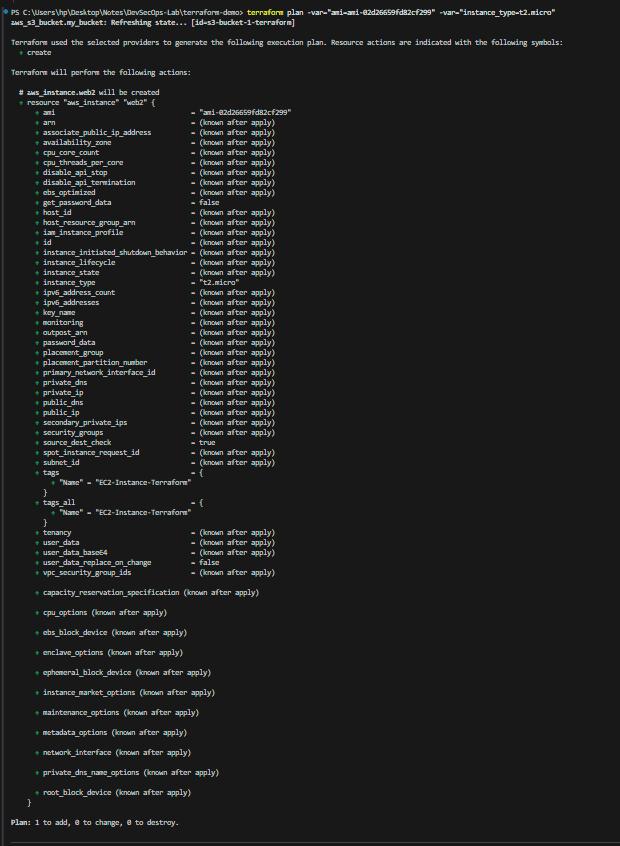 PS C:\Users\hp\Desktop\Notes\DevSecOps-Lab\terraform-demo> terraform plan -var="ami=ami-02d26659fd82cf299" -var="instance_type=t2.micro"
aws_s3_bucket.my_bucket: Refreshing state... [id=s3-bucket-1-terraform]
Terraform used the selected providers to generate the following execution plan. Resource actions are indicated with the following symbols:
+ create
Terraform will perform the following actions:
# aws_instance.web2 will be created
+ resource "aws_instance" "web2" {
+ ami = "ami-02d26659fd82cf299"
+ arn = (known after apply)
+ associate_public_ip_address = (known after apply)
+ availability_zone = (known after apply)
+ cpu_core_count = (known after apply)
+ cpu_threads_per_core = (known after apply)
+ disable_api_stop = (known after apply)
+ disable_api_termination = (known after apply)
+ ebs_optimized = (known after apply)
+ get_password_data = false
+ host_id = (known after apply)
+ host_resource_group_arn = (known after apply)
+ iam_instance_profile = (known after apply)
+ id = (known after apply)
+ instance_initiated_shutdown_behavior = (known after apply)
+ instance_lifecycle = (known after apply)
+ instance_state = (known after apply)
+ instance_type = "t2.micro"
+ ipv6_address_count = (known after apply)
+ ipv6_addresses = (known after apply)
+ key_name = (known after apply)
+ monitoring = (known after apply)
+ outpost_arn = (known after apply)
+ password_data = (known after apply)
+ placement_group = (known after apply)
+ placement_partition_number = (known after apply)
+ primary_network_interface_id = (known after apply)
+ private_dns = (known after apply)
+ private_ip = (known after apply)
+ public_dns = (known after apply)
+ public_ip = (known after apply)
+ secondary_private_ips = (known after apply)
+ security_groups = (known after apply)
+ source_dest_check = true
+ spot_instance_request_id = (known after apply)
+ subnet_id = (known after apply)
+ tags = {
+ "Name" = "EC2-Instance-Terraform"
}
+ tags_all = {
+ "Name" = "EC2-Instance-Terraform"
}
+ tenancy = (known after apply)
+ user_data = (known after apply)
+ user_data_base64 = (known after apply)
+ user_data_replace_on_change = false
+ vpc_security_group_ids = (known after apply)
+ capacity_reservation_specification (known after apply)
+ cpu_options (known after apply)
+ ebs_block_device (known after apply)
+ enclave_options (known after apply)
+ ephemeral_block_device (known after apply)
+ instance_market_options (known after apply)
+ maintenance_options (known after apply)
+ metadata_options (known after apply)
+ network_interface (known after apply)
+ private_dns_name_options (known after apply)
+ root_block_device (known after apply)
}
Plan: 1 to add, 0 to change, 0 to destroy.